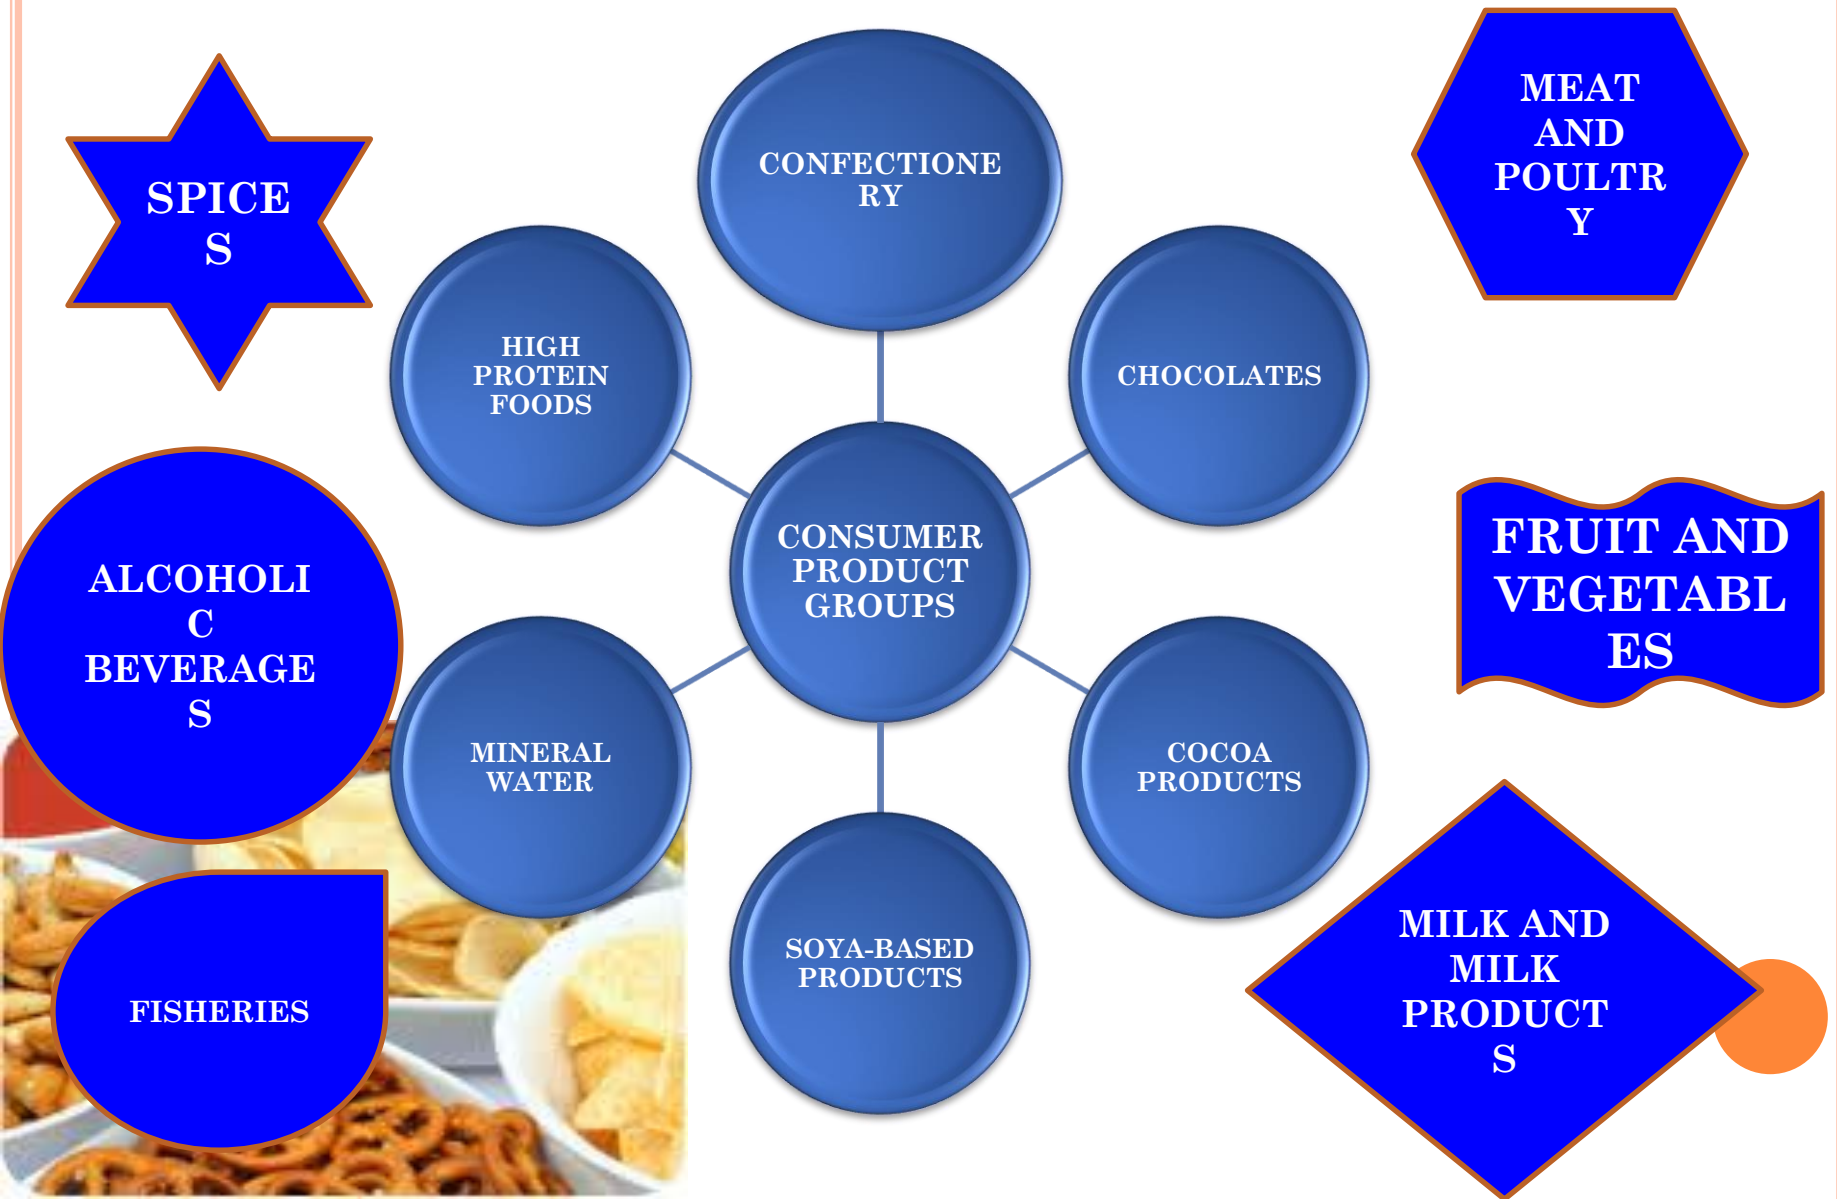 SPICE
S
CONFECTIONE
RY
MEAT
AND
POULTR
Y
HIGH
PROTEIN
FOODS
CHOCOLATES
ALCOHOLI
C
BEVERAGE
S
CONSUMER
PRODUCT
GROUPS
FRUIT AND
VEGETABL
ES
MINERAL
WATER
COCOA
PRODUCTS
FISHERIES
SOYA-BASED
PRODUCTS
MILK AND
MILK
PRODUCT
S